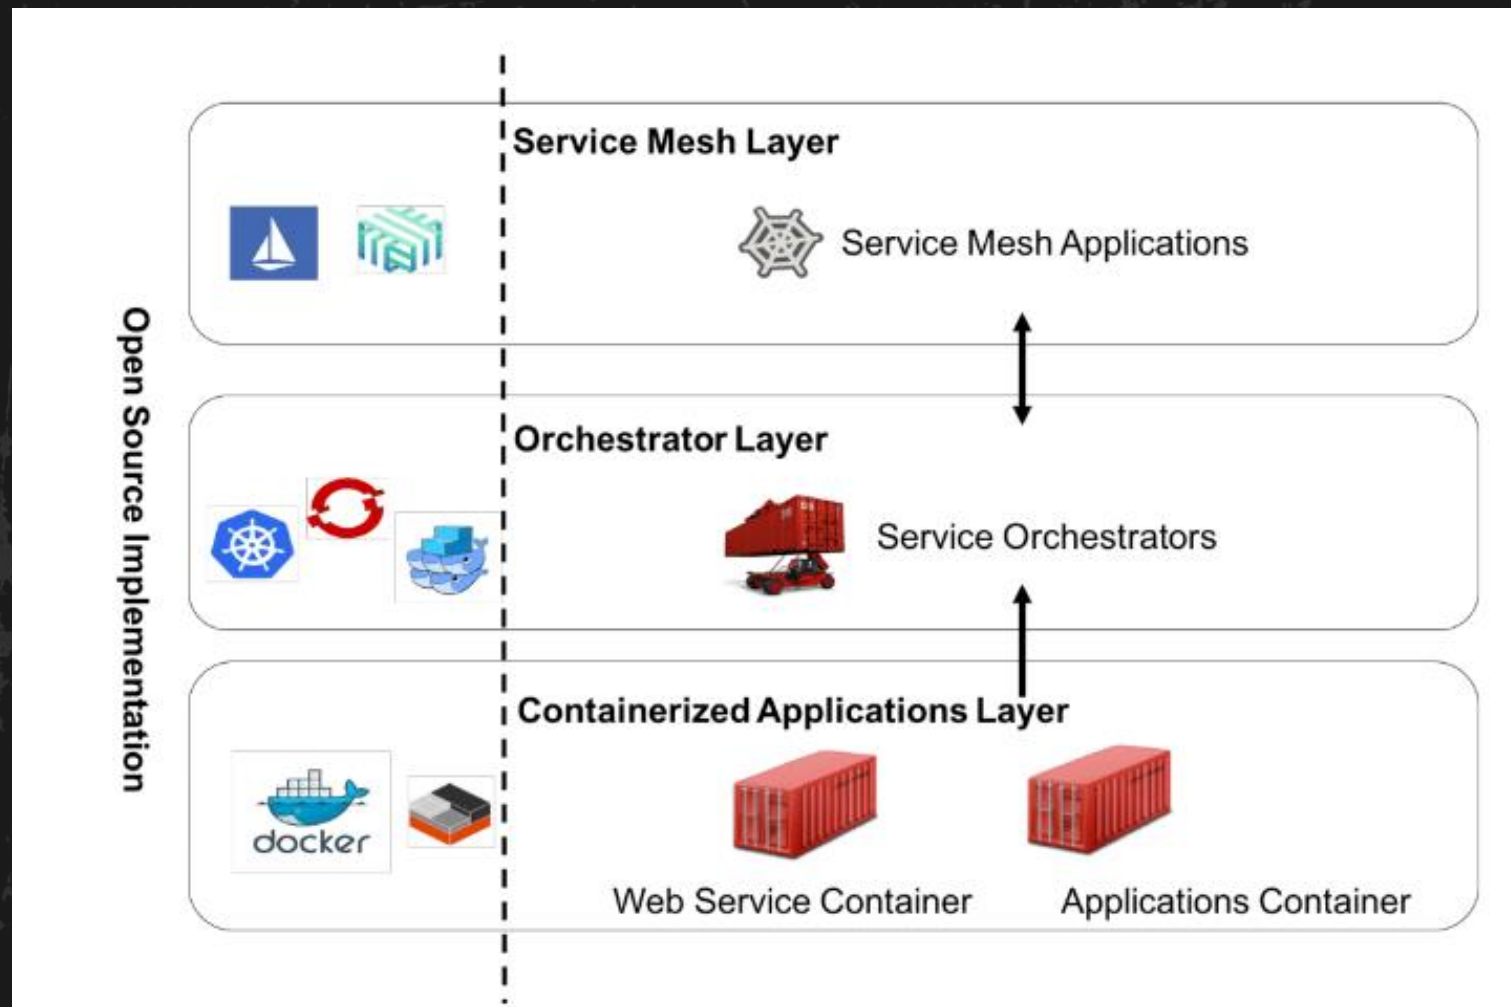 Service Mesh Layer
Service Mesh Applications
Open Source Implementation
Orchestrator Layer
Service Orchestrators
Containerized Applications Layer
docker
Web Service Container
Applications Container